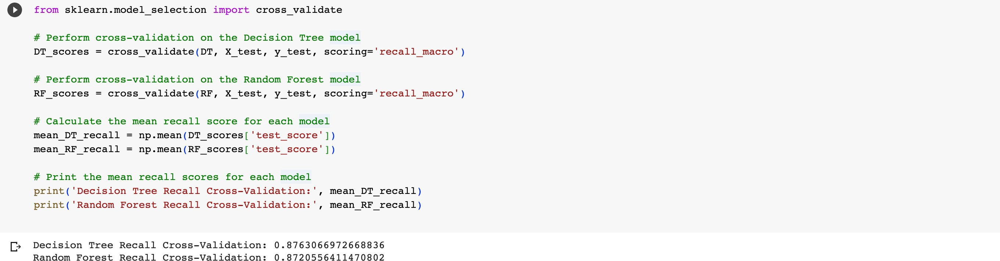 from sklearn.model_selection import cross_validate
# Perform cross-validation on the Decision Tree model
DT_scores = cross_validate(DT, X_test, y_test, scoring='recall_macro')
# Perform cross-validation on the Random Forest model
RF_scores = cross_validate(RF, X_test, y_test, scoring='recall_macro')
# Calculate the mean recall score for each model
mean_DT_recall = np.mean(DT_scores['test_score'])
mean_RF_recall = np.mean(RF_scores['test_score'])
# Print the mean recall scores for each model
print('Decision Tree Recall Cross-Validation:', mean_DT_recall)
print('Random Forest Recall Cross-Validation:', mean_RF_recall)
Decision Tree Recall Cross-Validation: 0.8763066972668836
Random Forest Recall Cross-Validation: 0.8720556411470802